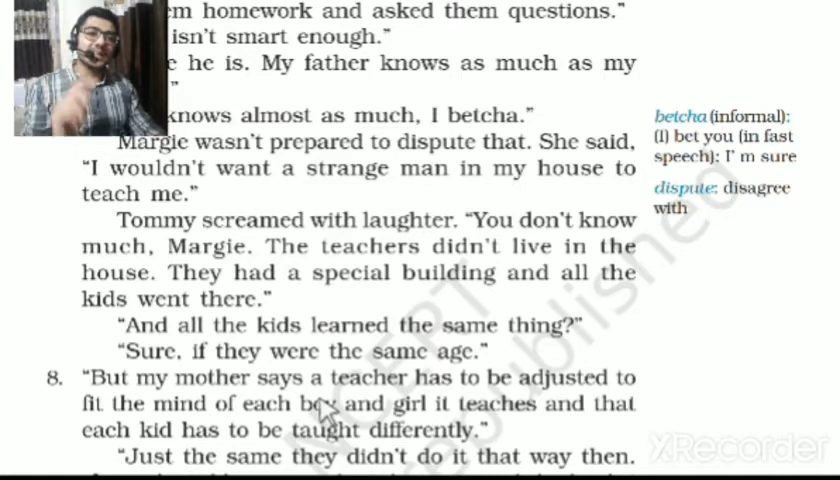 m homework and asked them questions."
isn't smart enough."
e he is. My father knows as much as my
"
knows almost as much, I betcha."
Margie wasn't prepared to dispute that. She said,
"I wouldn't want a strange man in my house to
teach me."
Tommy screamed with laughter. "You don't know
much, Margie. The teachers didn't live in the
house. They had a special building and all the
kids went there."
"And all the kids learned the same thing?"
"Sure, if they were the same age."
8. "But my mother says a teacher has to be adjusted to
fit the mind of each boy and girl it teaches and that
each kid has to be taught differently."
"Just the same they didn't do it that way then.
betcha (informal):
(I) bet you (in fast
speech): I' m sure
dispute: disagree
with
NCERT
republished
XRecorder